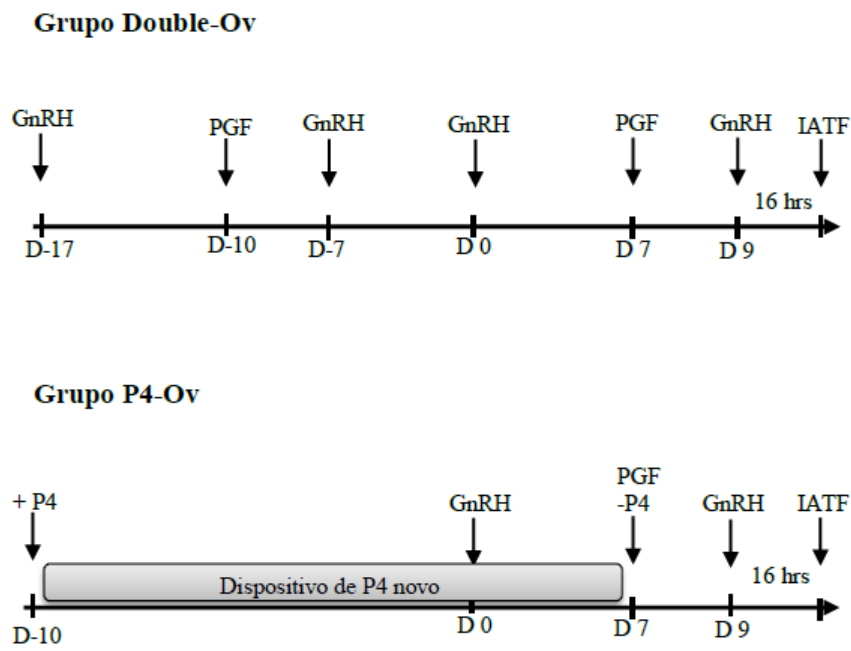 Grupo Double-Ov
GnRH PGF GnRH GnRH PGF GnRH IATF
16 hrs
D-17 D-10 D-7 D 0 D 7 D 9
Grupo P4-Ov
PGF
+ P4 GnRH -P4 GnRH IATF
Dispositivo de P4 novo 16 hrs
D-10 D 0 D 7 D 9